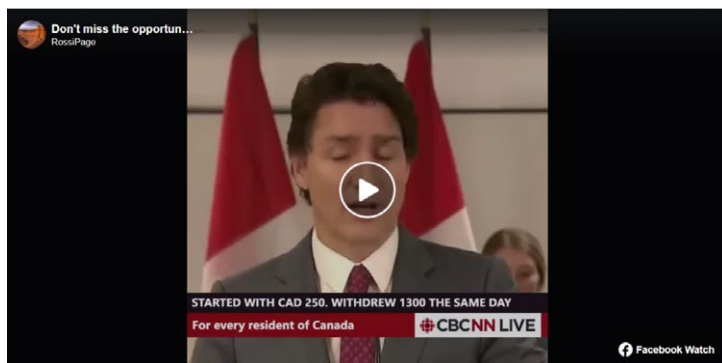 Don't miss the opportun...
RossiPage
STARTED WITH CAD 250. WITHDREW 1300 THE SAME DAY
For every resident of Canada
CBCNN LIVE
Facebook Watch